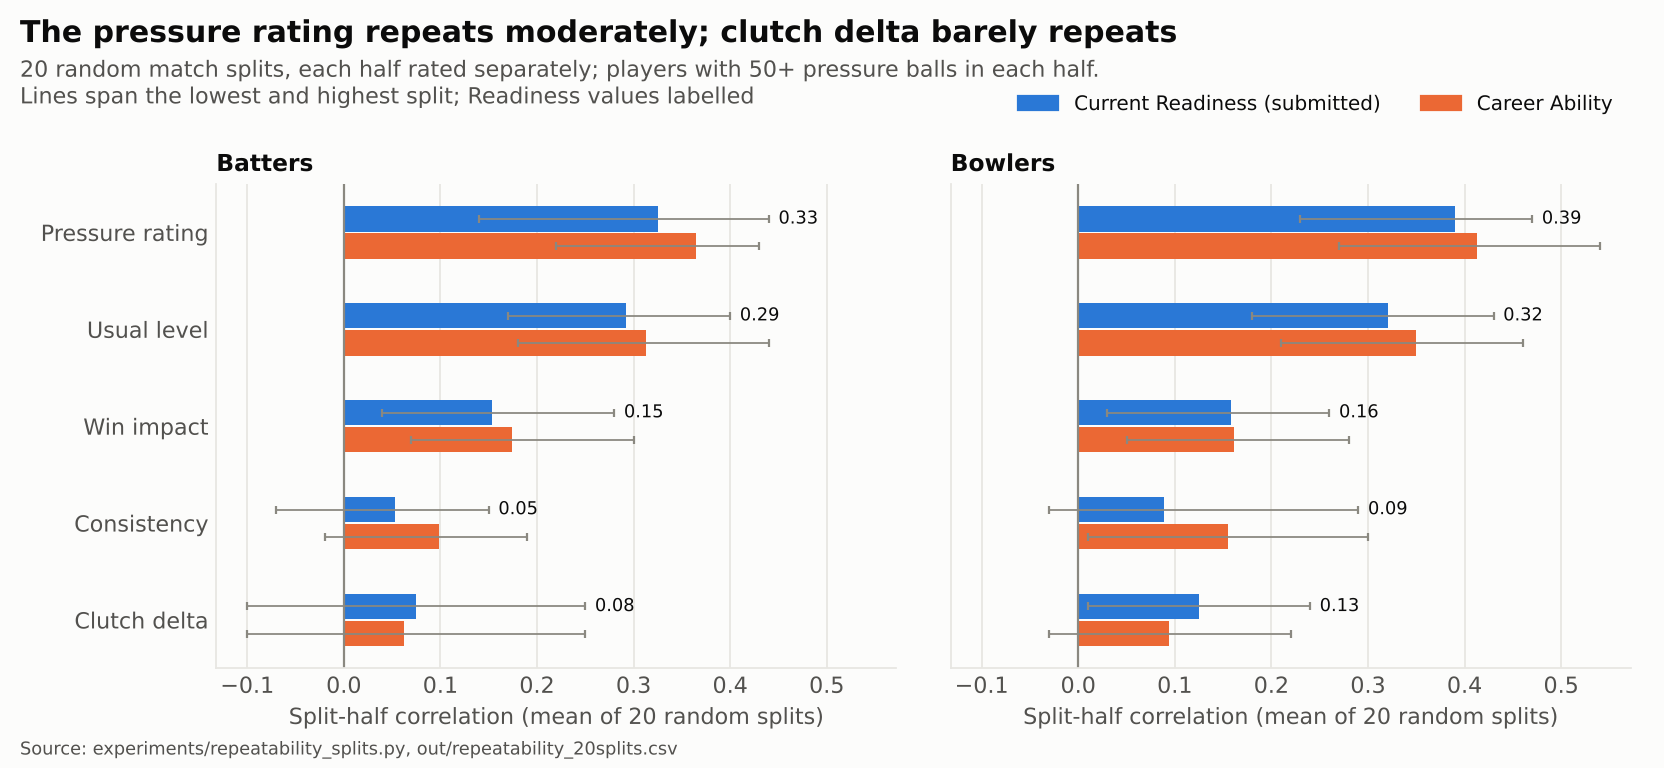 The pressure rating repeats moderately; clutch delta barely repeats
20 random match splits, each half rated separately; players with 50+ pressure balls in each half.
Lines span the lowest and highest split; Readiness values labelled
Current Readiness (submitted)
Career Ability
Batters
Bowlers
Pressure rating
Usual level
Win impact
Consistency
Clutch delta
0.33
0.29
0.15
0.05
0.08
0.39
0.32
0.16
0.09
0.13
−0.1 0.0 0.1 0.2 0.3 0.4 0.5
−0.1 0.0 0.1 0.2 0.3 0.4 0.5
Split-half correlation (mean of 20 random splits)
Split-half correlation (mean of 20 random splits)
Source: experiments/repeatability_splits.py, out/repeatability_20splits.csv